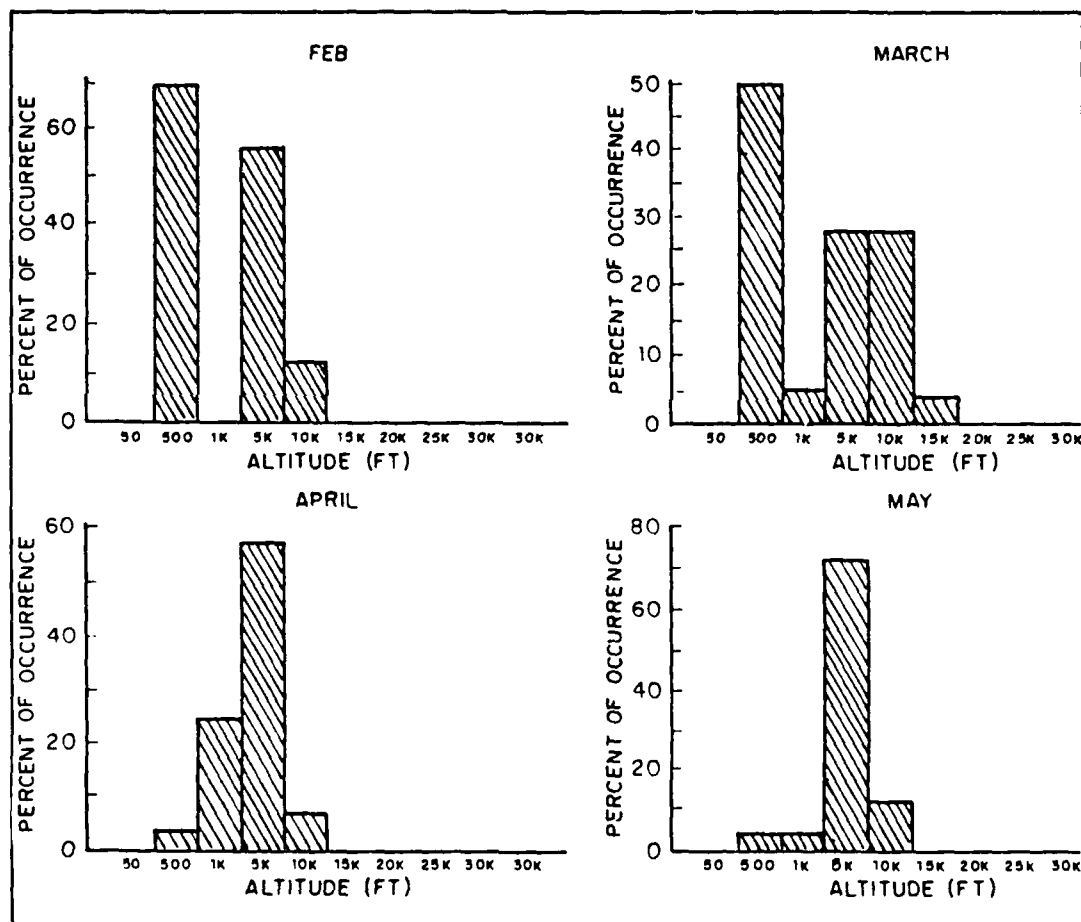 FEB
PERCENT OF OCCURRENCE
60
40
20
0
50 500 1K 5K 10K 15K 20K 25K 30K 30K
ALTITUDE (FT)
MARCH
PERCENT OF OCCURRENCE
50
40
30
20
10
0
50 500 1K 5K 10K 15K 20K 25K 30K
ALTITUDE (FT)
APRIL
PERCENT OF OCCURRENCE
60
40
20
0
50 500 1K 5K 10K 15K 20K 25K 30K 30K
ALTITUDE (FT)
MAY
PERCENT OF OCCURRENCE
80
60
40
20
0
50 500 1K 5K 10K 15K 20K 25K 30K
ALTITUDE (FT)